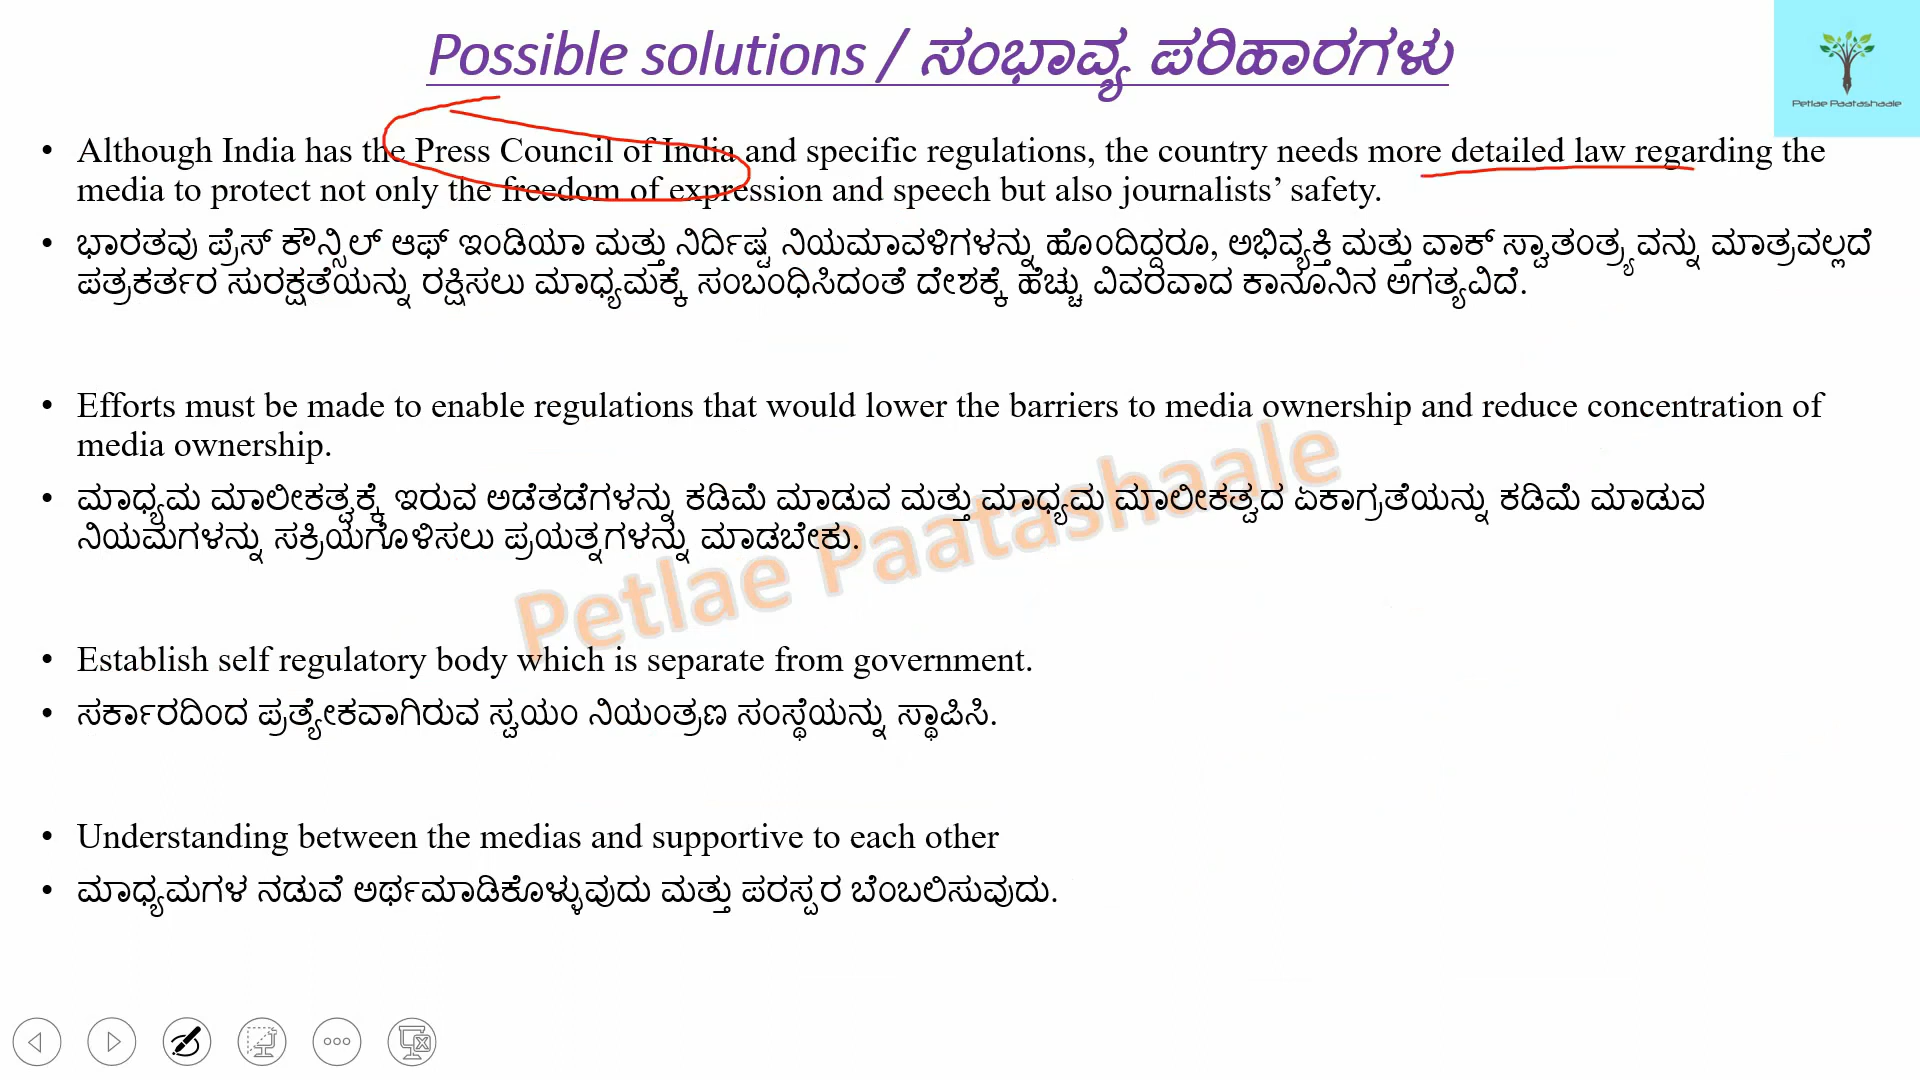 Possible solutions / ಸಂಭಾವ್ಯ ಪರಿಹಾರಗಳು
Petlae Paatashaale
• Although India has the Press Council of India and specific regulations, the country needs more detailed law regarding the
media to protect not only the freedom of expression and speech but also journalists’ safety.
• ಭಾರತವು ಪ್ರೆಸ್ ಕೌನ್ಸಿಲ್ ಆಫ್ ಇಂಡಿಯಾ ಮತ್ತು ನಿರ್ದಿಷ್ಟ ನಿಯಮಾವಳಿಗಳನ್ನು ಹೊಂದಿದ್ದರೂ, ಅಭಿವ್ಯಕ್ತಿ ಮತ್ತು ವಾಕ್ ಸ್ವಾತಂತ್ರ್ಯವನ್ನು ಮಾತ್ರವಲ್ಲದೆ
ಪತ್ರಕರ್ತರ ಸುರಕ್ಷತೆಯನ್ನು ರಕ್ಷಿಸಲು ಮಾಧ್ಯಮಕ್ಕೆ ಸಂಬಂಧಿಸಿದಂತೆ ದೇಶಕ್ಕೆ ಹೆಚ್ಚು ವಿವರವಾದ ಕಾನೂನಿನ ಅಗತ್ಯವಿದೆ.
• Efforts must be made to enable regulations that would lower the barriers to media ownership and reduce concentration of
media ownership.
• ಮಾಧ್ಯಮ ಮಾಲೀಕತ್ವಕ್ಕೆ ಇರುವ ಅಡೆತಡೆಗಳನ್ನು ಕಡಿಮೆ ಮಾಡುವ ಮತ್ತು ಮಾಧ್ಯಮ ಮಾಲೀಕತ್ವದ ಏಕಾಗ್ರತೆಯನ್ನು ಕಡಿಮೆ ಮಾಡುವ
ನಿಯಮಗಳನ್ನು ಸಕ್ರಿಯಗೊಳಿಸಲು ಪ್ರಯತ್ನಗಳನ್ನು ಮಾಡಬೇಕು.
Petlae Paatashaale
• Establish self regulatory body which is separate from government.
• ಸರ್ಕಾರದಿಂದ ಪ್ರತ್ಯೇಕವಾಗಿರುವ ಸ್ವಯಂ ನಿಯಂತ್ರಣ ಸಂಸ್ಥೆಯನ್ನು ಸ್ಥಾಪಿಸಿ.
• Understanding between the medias and supportive to each other
• ಮಾಧ್ಯಮಗಳ ನಡುವೆ ಅರ್ಥಮಾಡಿಕೊಳ್ಳುವುದು ಮತ್ತು ಪರಸ್ಪರ ಬೆಂಬಲಿಸುವುದು.